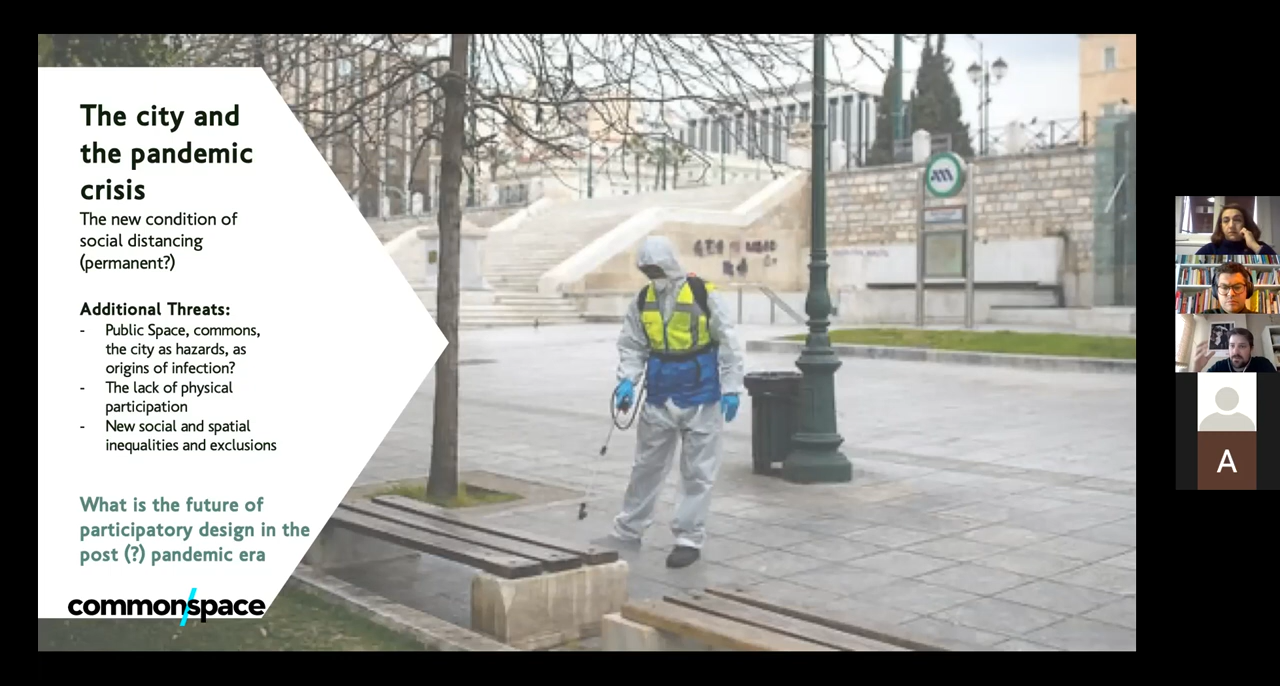 The city and
the pandemic
crisis
The new condition of
social distancing
(permanent?)
Additional Threats:
- Public Space, commons,
the city as hazards, as
origins of infection?
- The lack of physical
participation
- New social and spatial
inequalities and exclusions
What is the future of
participatory design in the
post (?) pandemic era
common/space
A